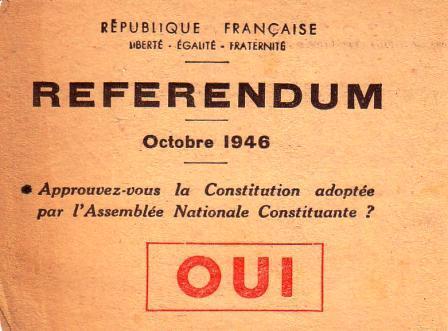 RÉPUBLIQUE FRANÇAISE
LIBERTÉ - ÉGALITÉ - FRATERNITÉ
REFERENDUM
Octobre 1946
• Approuvez-vous la Constitution adoptée
par l'Assemblée Nationale Constituante ?
OUI